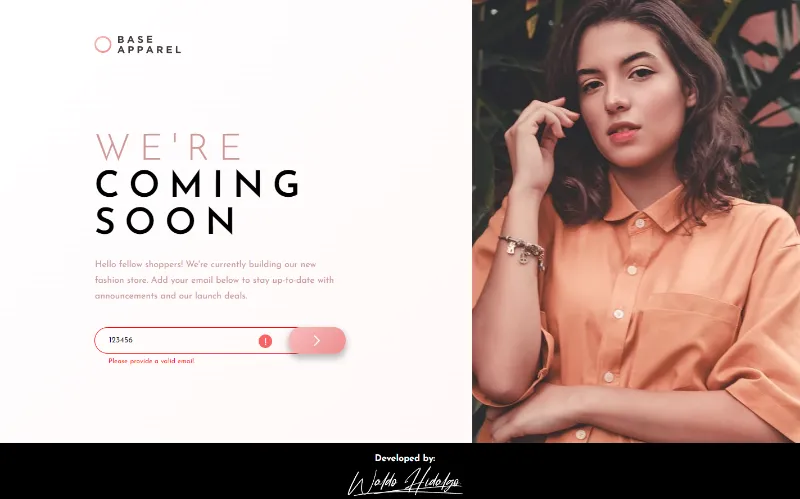 BASE
APPAREL
WE'RE
COMING
SOON
Hello fellow shoppers! We're currently building our new
fashion store. Add your email below to stay up-to-date with
announcements and our launch deals.
123456
!
Please provide a valid email
Developed by:
Waldo Hidalgo